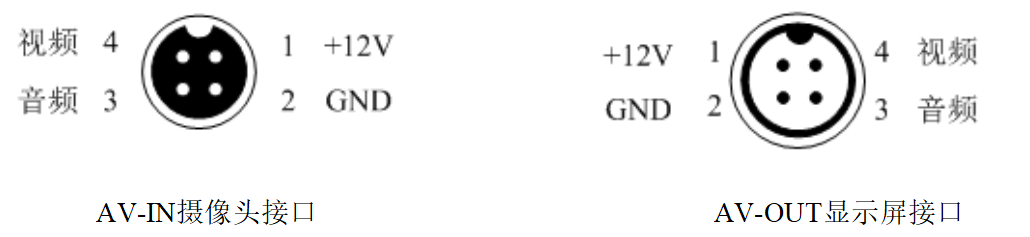 视频 4 1 +12V
音频 3 2 GND
AV-IN摄像头接口
+12V 1 4 视频
GND 2 3 音频
AV-OUT显示屏接口